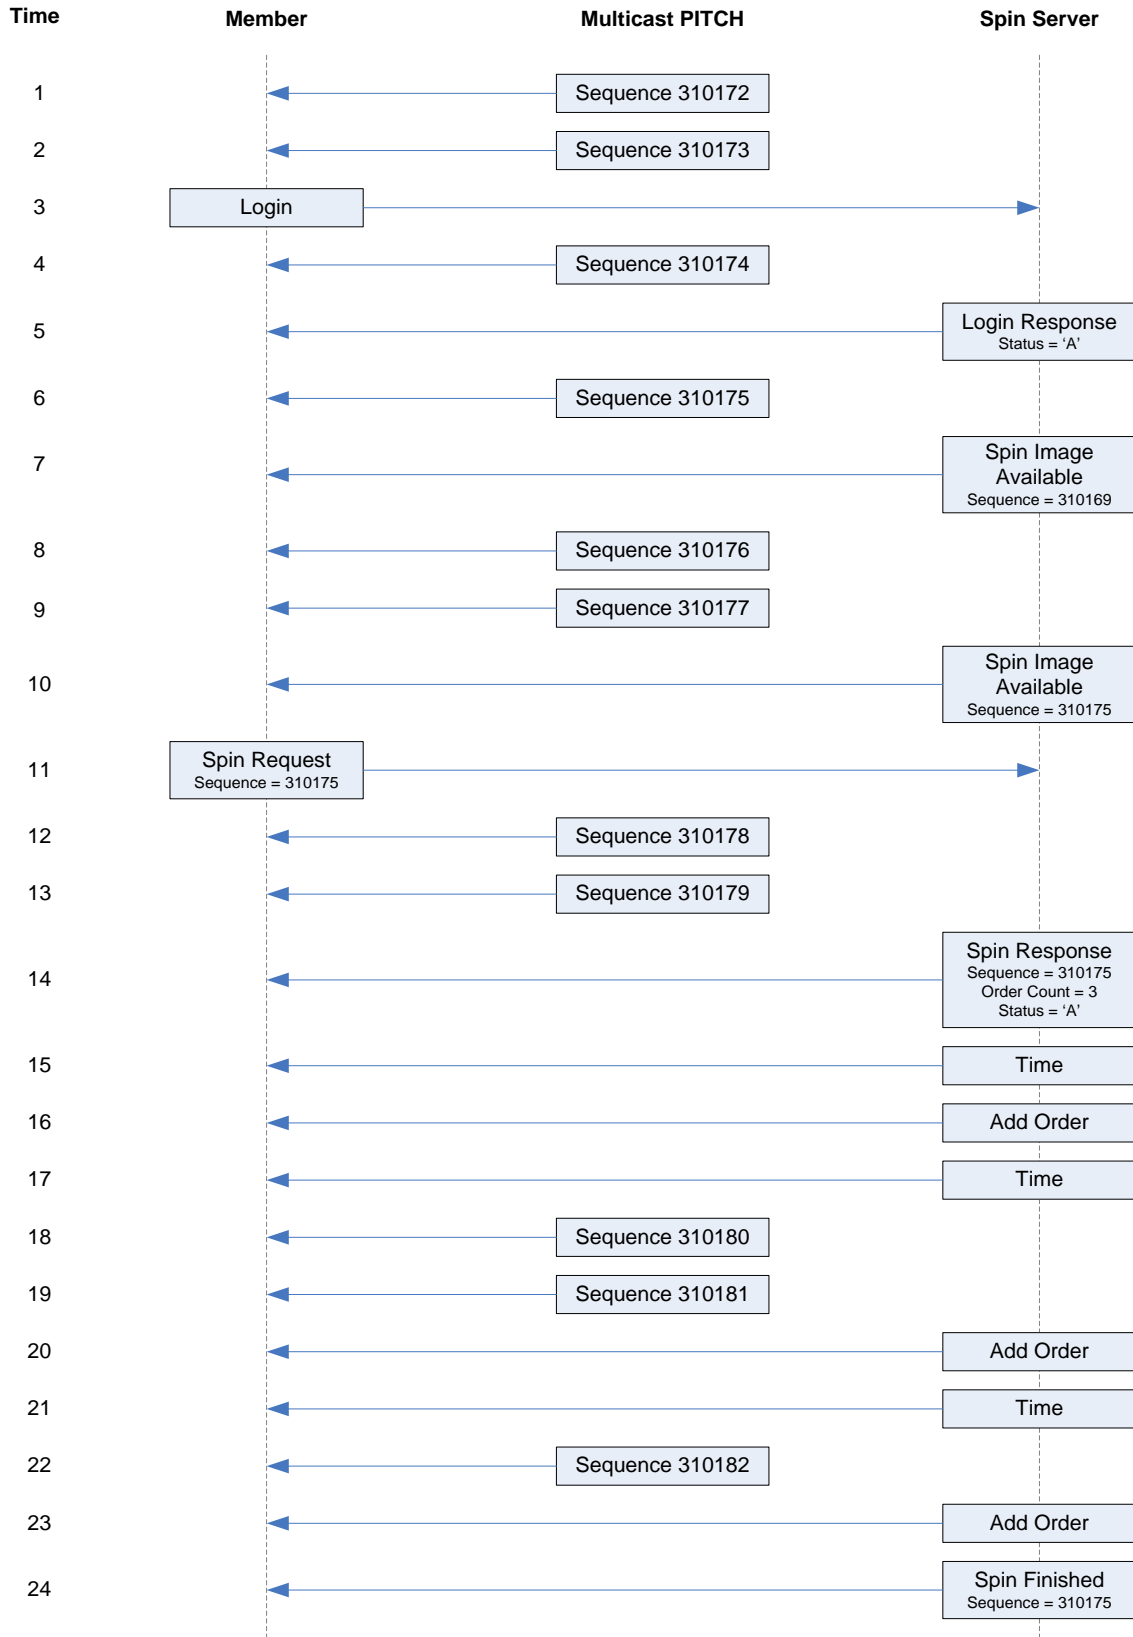 Time Member Multicast PITCH Spin Server
1 Sequence 310172
2 Sequence 310173
3 Login
4 Sequence 310174
5 Login Response
Status = ‘A’
6 Sequence 310175
7 Spin Image
Available
Sequence = 310169
8 Sequence 310176
9 Sequence 310177
10 Spin Image
Available
Sequence = 310175
11 Spin Request
Sequence = 310175
12 Sequence 310178
13 Sequence 310179
14 Spin Response
Sequence = 310175
Order Count = 3
Status = ‘A’
15 Time
16 Add Order
17 Time
18 Sequence 310180
19 Sequence 310181
20 Add Order
21 Time
22 Sequence 310182
23 Add Order
24 Spin Finished
Sequence = 310175